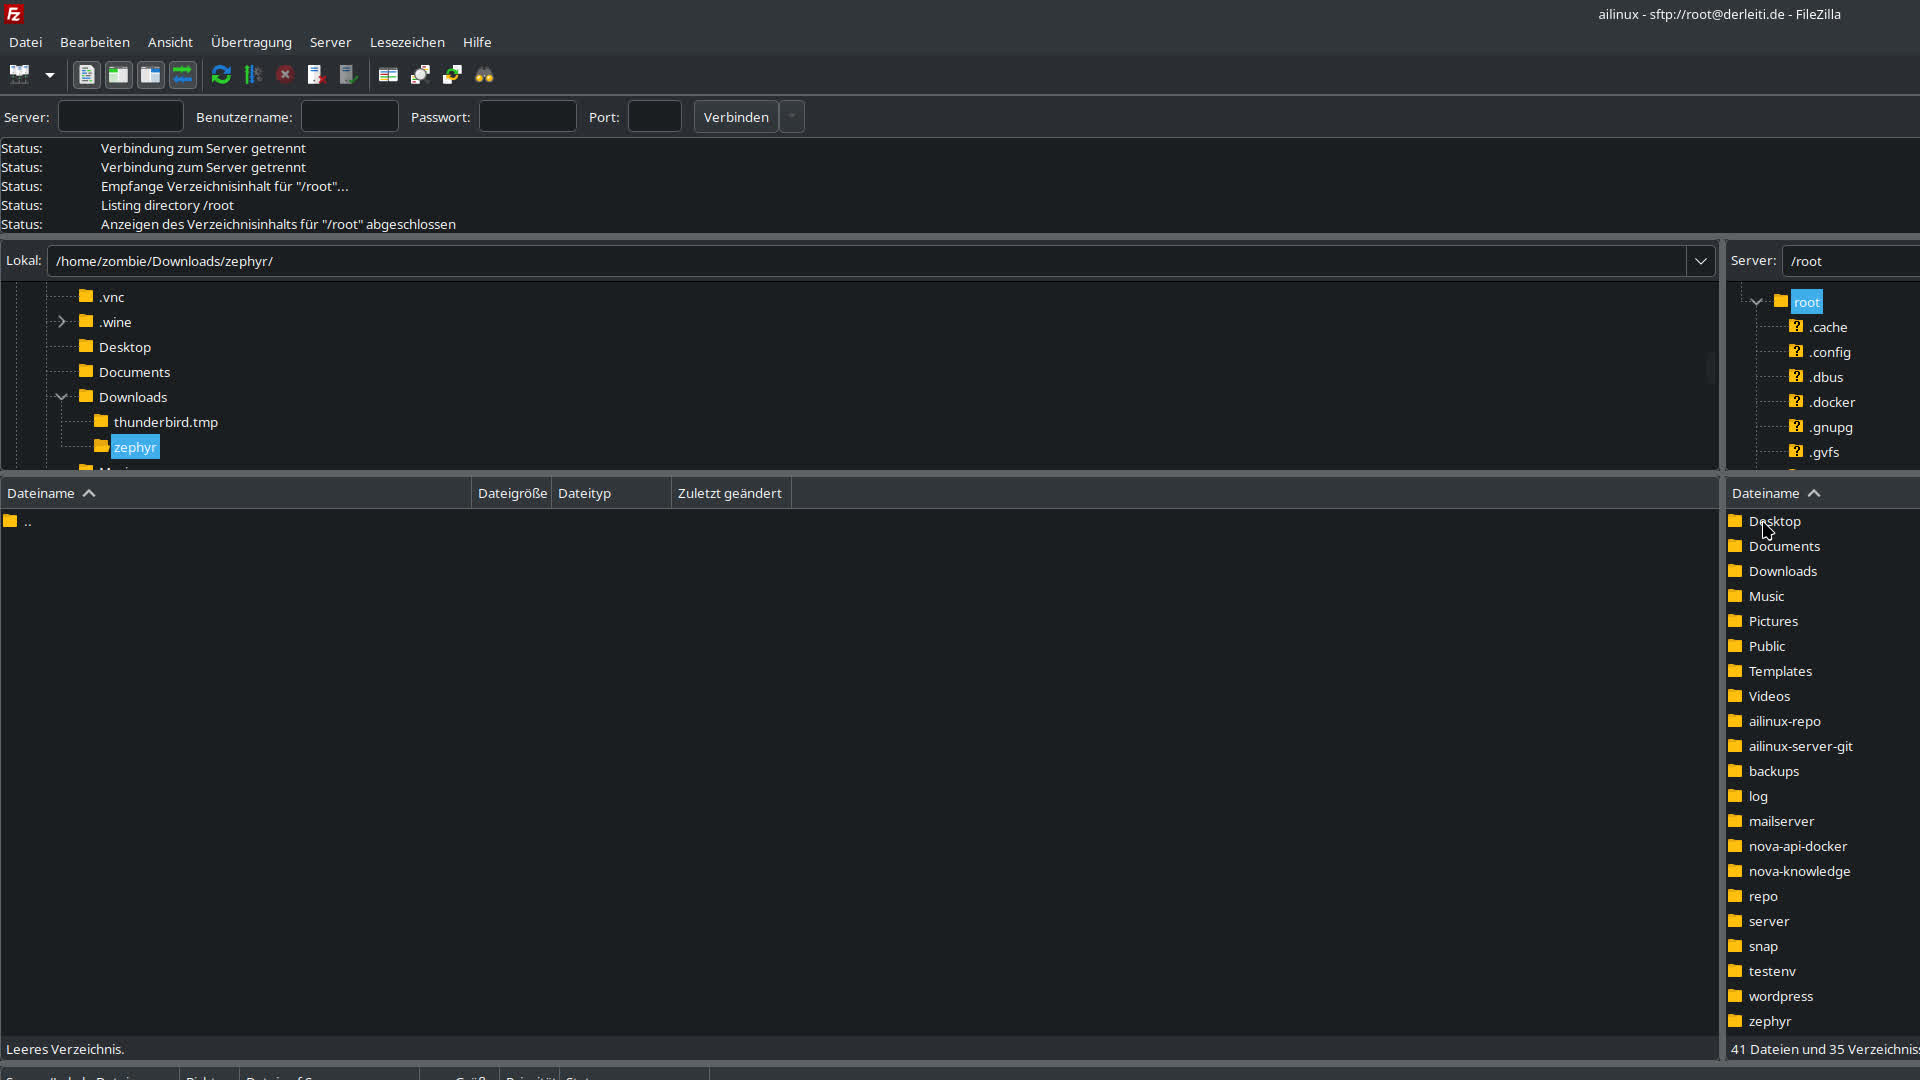 ailinux - sftp://root@derleiti.de - FileZilla
Datei Bearbeiten Ansicht Übertragung Server Lesezeichen Hilfe
Server: Benutzername: Passwort: Port: Verbinden
Status: Verbindung zum Server getrennt
Status: Verbindung zum Server getrennt
Status: Empfange Verzeichnisinhalt für "/root"...
Status: Listing directory /root
Status: Anzeigen des Verzeichnisinhalts für "/root" abgeschlossen
Lokal: /home/zombie/Downloads/zephyr/
.vnc
.wine
Desktop
Documents
Downloads
thunderbird.tmp
zephyr
Dateiname Dateigröße Dateityp Zuletzt geändert
..
Leeres Verzeichnis.
Server: /root
root
.cache
.config
.dbus
.docker
.gnupg
.gvfs
Dateiname
Desktop
Documents
Downloads
Music
Pictures
Public
Templates
Videos
ailinux-repo
ailinux-server-git
backups
log
mailserver
nova-api-docker
nova-knowledge
repo
server
snap
testenv
wordpress
zephyr
41 Dateien und 35 Verzeichniss